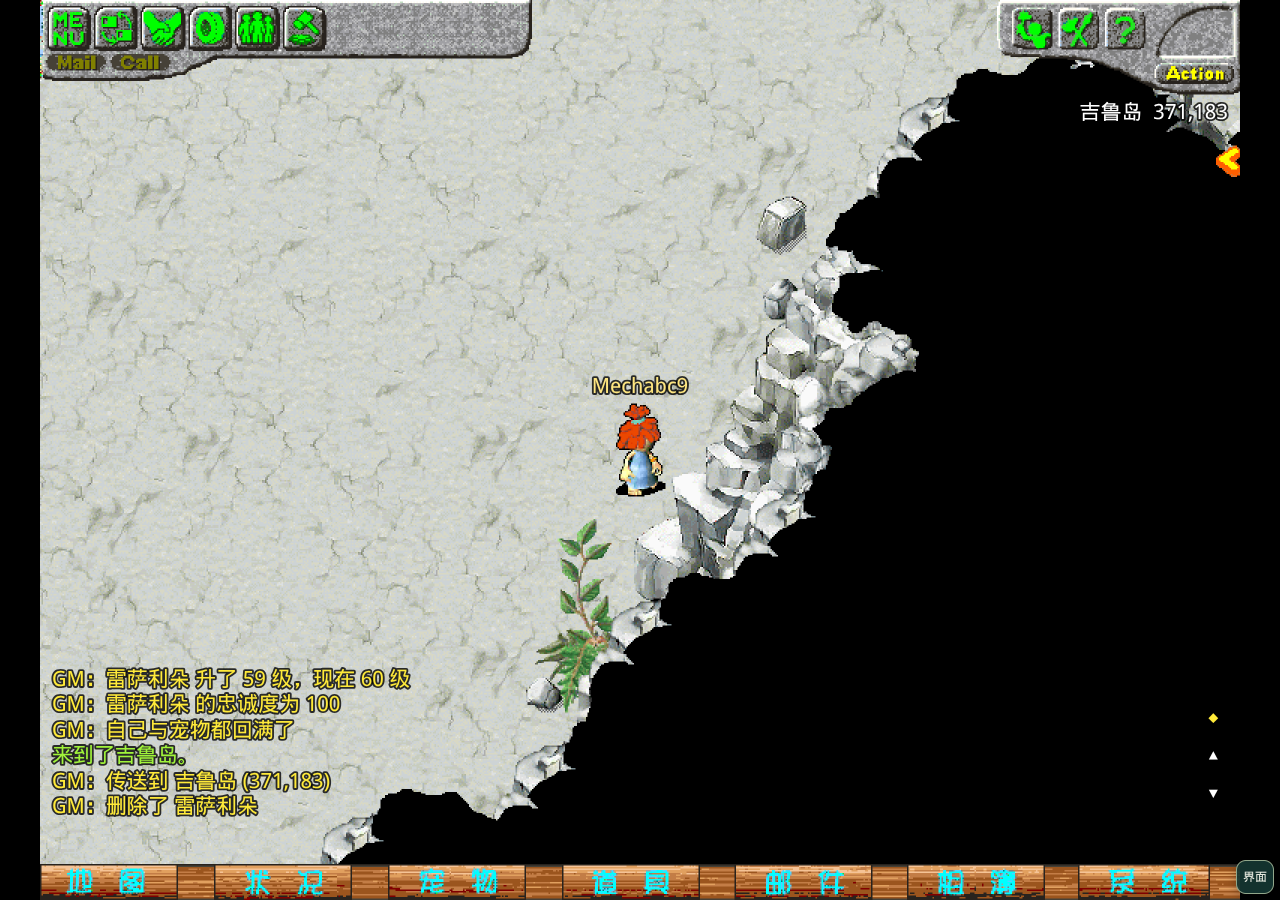 MENU
Mail Call
Action
吉鲁岛 371,183
Mechabc9
GM：雷萨利朵 升了 59 级，现在 60 级
GM：雷萨利朵 的忠诚度为 100
GM：自己与宠物都回满了
来到了吉鲁岛。
GM：传送到 吉鲁岛 (371,183)
GM：删除了 雷萨利朵
地图 状况 宠物 道具 邮件 相簿 系统
界面